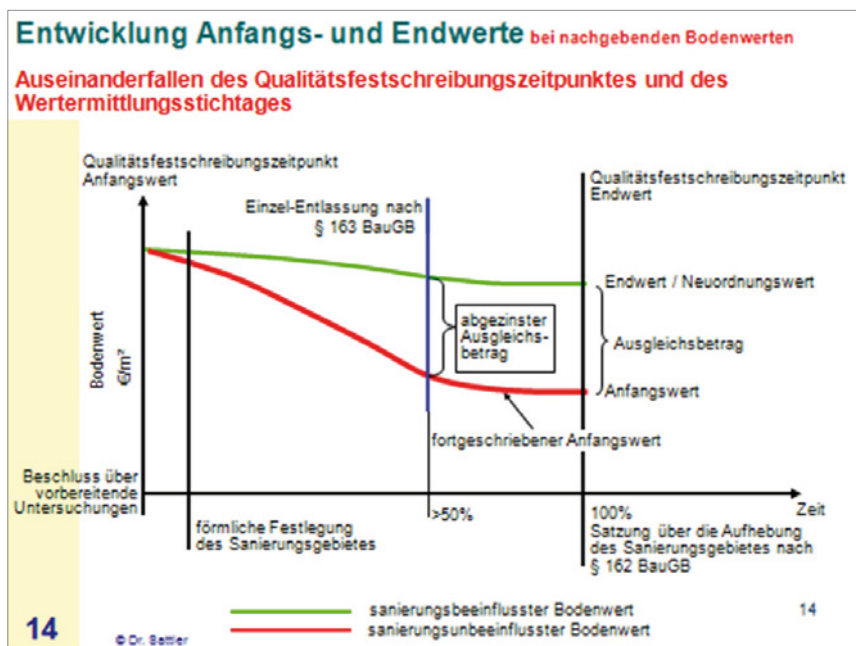 Entwicklung Anfangs- und Endwerte bei nachgebenden Bodenwerten
Auseinanderfallen des Qualitätsfestschreibungszeitpunktes und des
Wertermittlungsstichtages
Qualitätsfestschreibungszeitpunkt
Anfangswert
Einzel-Entlassung nach
§ 163 BauGB
Qualitätsfestschreibungszeitpunkt
Endwert
Bodenwert
€/m²
abgezinster
Ausgleichs-
betrag
Endwert / Neuordnungswert
Ausgleichsbetrag
Anfangswert
fortgeschriebener Anfangswert
Beschluss über
vorbereitende
Untersuchungen
förmliche Festlegung
des Sanierungsgebietes
>50%
100%
Zeit
Satzung über die Aufhebung
des Sanierungsgebietes nach
§ 162 BauGB
sanierungsbeeinflusster Bodenwert
sanierungsunbeeinflusster Bodenwert
14
14
© Dr. Sattler